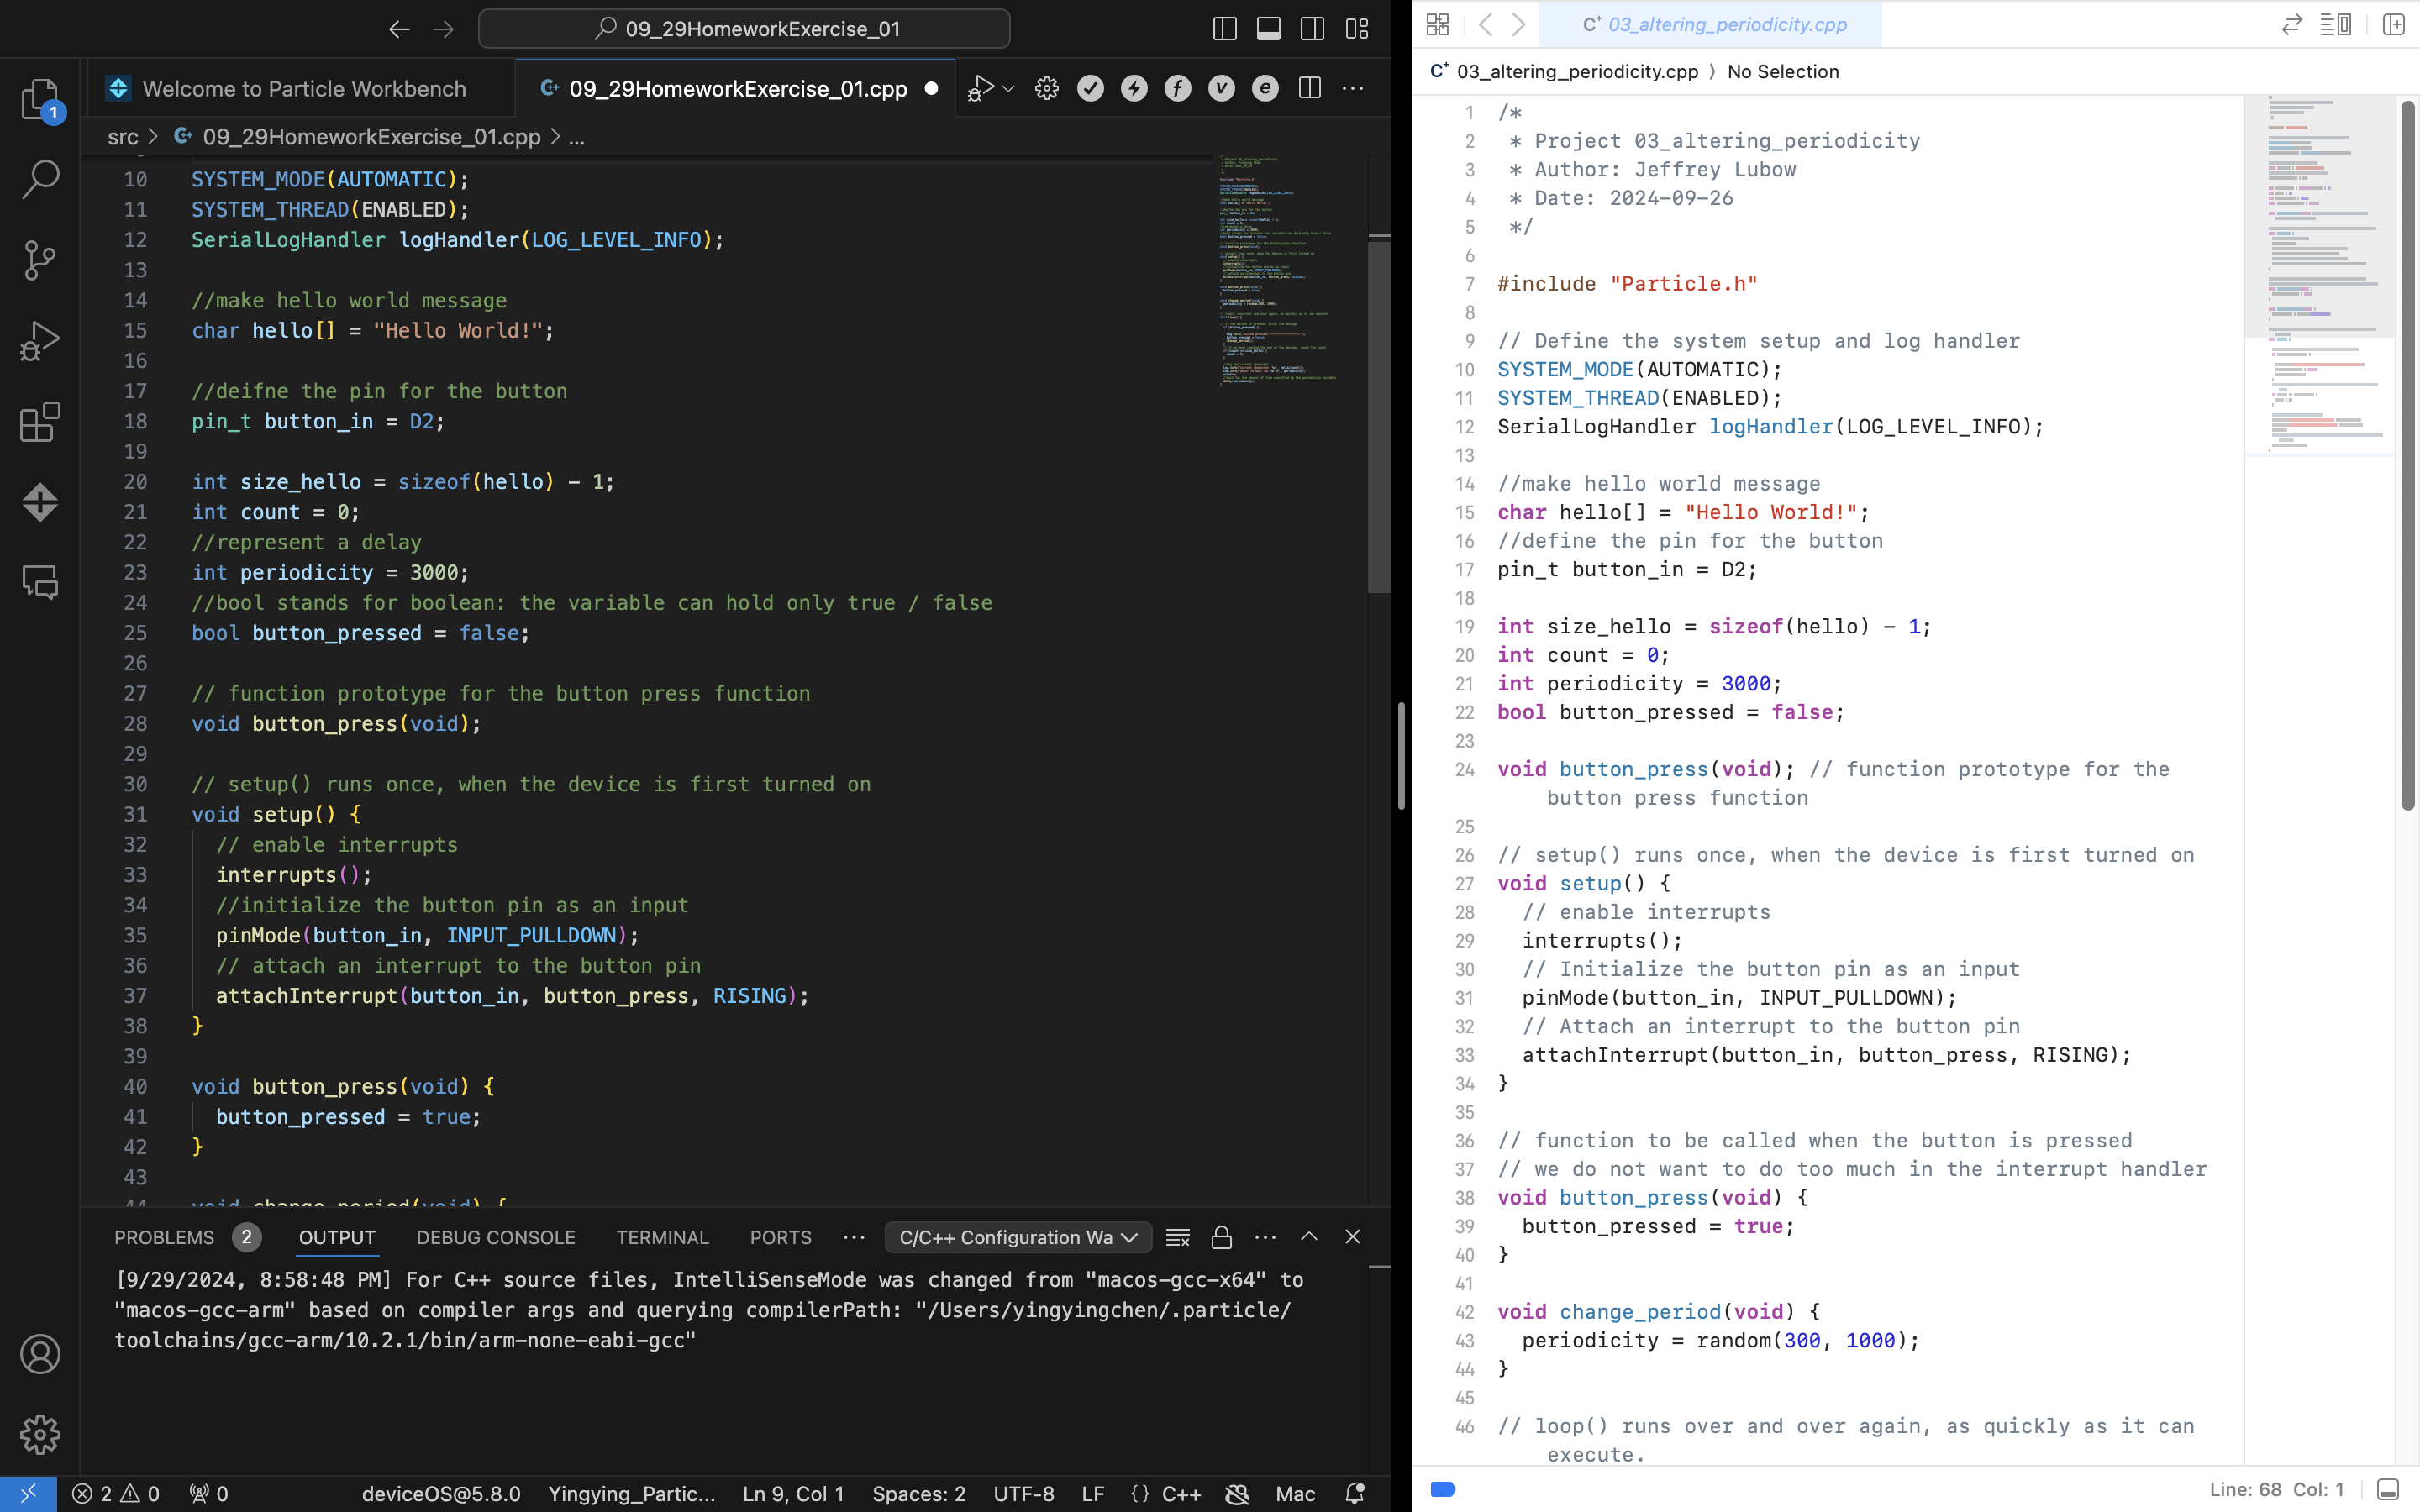 09_29HomeworkExercise_01
Welcome to Particle Workbench
09_29HomeworkExercise_01.cpp
src > 09_29HomeworkExercise_01.cpp > ...
1
10 SYSTEM_MODE(AUTOMATIC);
11 SYSTEM_THREAD(ENABLED);
12 SerialLogHandler logHandler(LOG_LEVEL_INFO);
13
14 //make hello world message
15 char hello[] = "Hello World!";
16
17 //deifne the pin for the button
18 pin_t button_in = D2;
19
20 int size_hello = sizeof(hello) - 1;
21 int count = 0;
22 //represent a delay
23 int periodicity = 3000;
24 //bool stands for boolean: the variable can hold only true / false
25 bool button_pressed = false;
26
27 // function prototype for the button press function
28 void button_press(void);
29
30 // setup() runs once, when the device is first turned on
31 void setup() {
32 // enable interrupts
33 interrupts();
34 //initialize the button pin as an input
35 pinMode(button_in, INPUT_PULLDOWN);
36 // attach an interrupt to the button pin
37 attachInterrupt(button_in, button_press, RISING);
38 }
39
40 void button_press(void) {
41 button_pressed = true;
42 }
43
44 void change_period(void) {
PROBLEMS 2 OUTPUT DEBUG CONSOLE TERMINAL PORTS ... C/C++ Configuration Wa
[9/29/2024, 8:58:48 PM] For C++ source files, IntelliSenseMode was changed from "macos-gcc-x64" to
"macos-gcc-arm" based on compiler args and querying compilerPath: "/Users/yingyingchen/.particle/
toolchains/gcc-arm/10.2.1/bin/arm-none-eabi-gcc"
2 0 0 deviceOS@5.8.0 Yingying_Partic... Ln 9, Col 1 Spaces: 2 UTF-8 LF {} C++ Mac
03_altering_periodicity.cpp
03_altering_periodicity.cpp > No Selection
1 /*
2 * Project 03_altering_periodicity
3 * Author: Jeffrey Lubow
4 * Date: 2024-09-26
5 */
6
7 #include "Particle.h"
8
9 // Define the system setup and log handler
10 SYSTEM_MODE(AUTOMATIC);
11 SYSTEM_THREAD(ENABLED);
12 SerialLogHandler logHandler(LOG_LEVEL_INFO);
13
14 //make hello world message
15 char hello[] = "Hello World!";
16 //define the pin for the button
17 pin_t button_in = D2;
18
19 int size_hello = sizeof(hello) - 1;
20 int count = 0;
21 int periodicity = 3000;
22 bool button_pressed = false;
23
24 void button_press(void); // function prototype for the
button press function
25
26 // setup() runs once, when the device is first turned on
27 void setup() {
28 // enable interrupts
29 interrupts();
30 // Initialize the button pin as an input
31 pinMode(button_in, INPUT_PULLDOWN);
32 // Attach an interrupt to the button pin
33 attachInterrupt(button_in, button_press, RISING);
34 }
35
36 // function to be called when the button is pressed
37 // we do not want to do too much in the interrupt handler
38 void button_press(void) {
39 button_pressed = true;
40 }
41
42 void change_period(void) {
43 periodicity = random(300, 1000);
44 }
45
46 // loop() runs over and over again, as quickly as it can
execute.
Line: 68 Col: 1